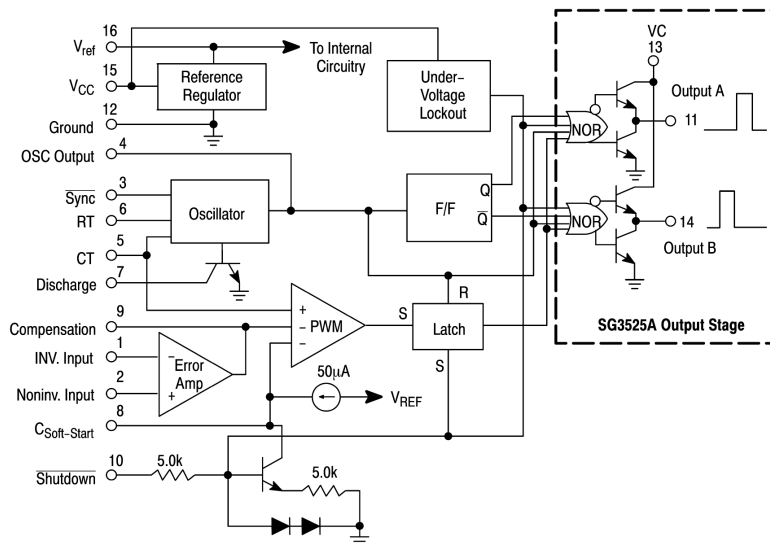 16
Vref
15
VCC
12
Ground
4
OSC Output
3
Sync
6
RT
5
CT
7
Discharge
9
Compensation
1
INV. Input
2
Noninv. Input
8
CSoft-Start
10
Shutdown
To Internal
Circuitry
Reference
Regulator
Under-
Voltage
Lockout
Oscillator
F/F
Q
Q̅
+
−
−
PWM
S
R
S
Latch
−
+
Error
Amp
50μA
VREF
5.0k
5.0k
VC
13
NOR
Output A
11
NOR
14
Output B
SG3525A Output Stage